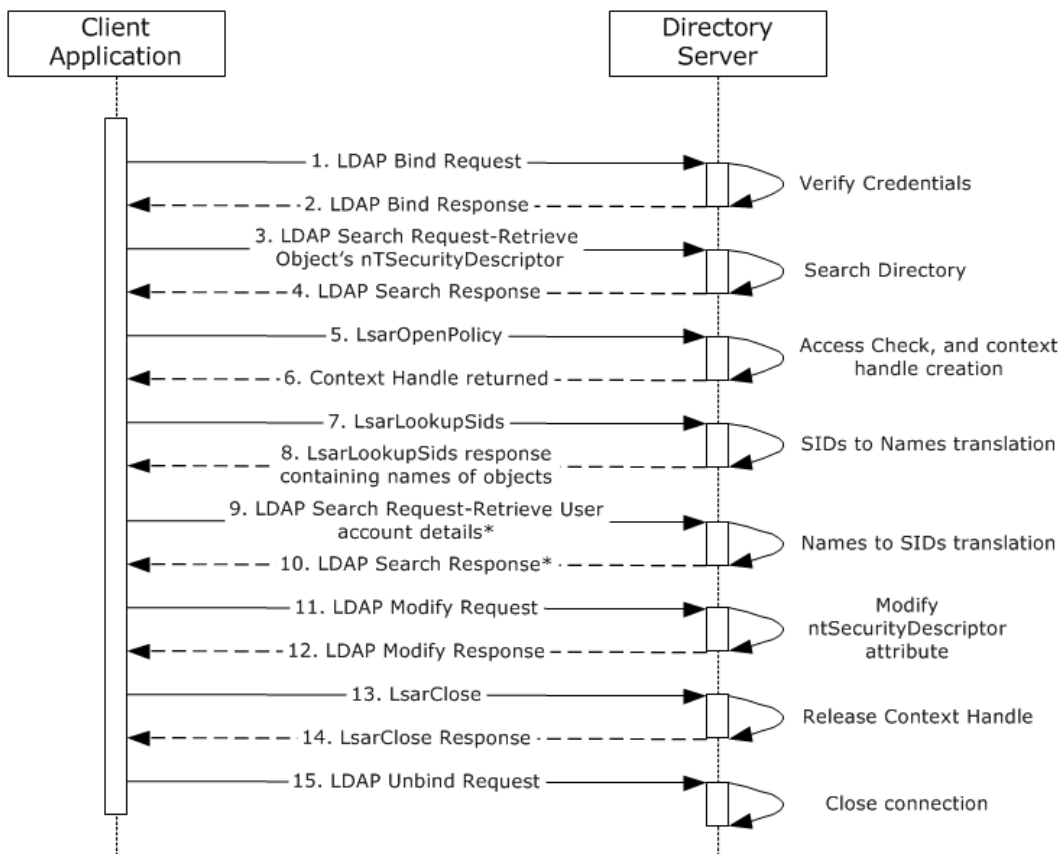 Client
Application
Directory
Server
1. LDAP Bind Request
Verify Credentials
2. LDAP Bind Response
3. LDAP Search Request-Retrieve
Object's nTSecurityDescriptor
Search Directory
4. LDAP Search Response
5. LsarOpenPolicy
Access Check, and context
handle creation
6. Context Handle returned
7. LsarLookupSids
SIDs to Names translation
8. LsarLookupSids response
containing names of objects
9. LDAP Search Request-Retrieve User
account details*
Names to SIDs translation
10. LDAP Search Response*
11. LDAP Modify Request
Modify
ntSecurityDescriptor
attribute
12. LDAP Modify Response
13. LsarClose
Release Context Handle
14. LsarClose Response
15. LDAP Unbind Request
Close connection